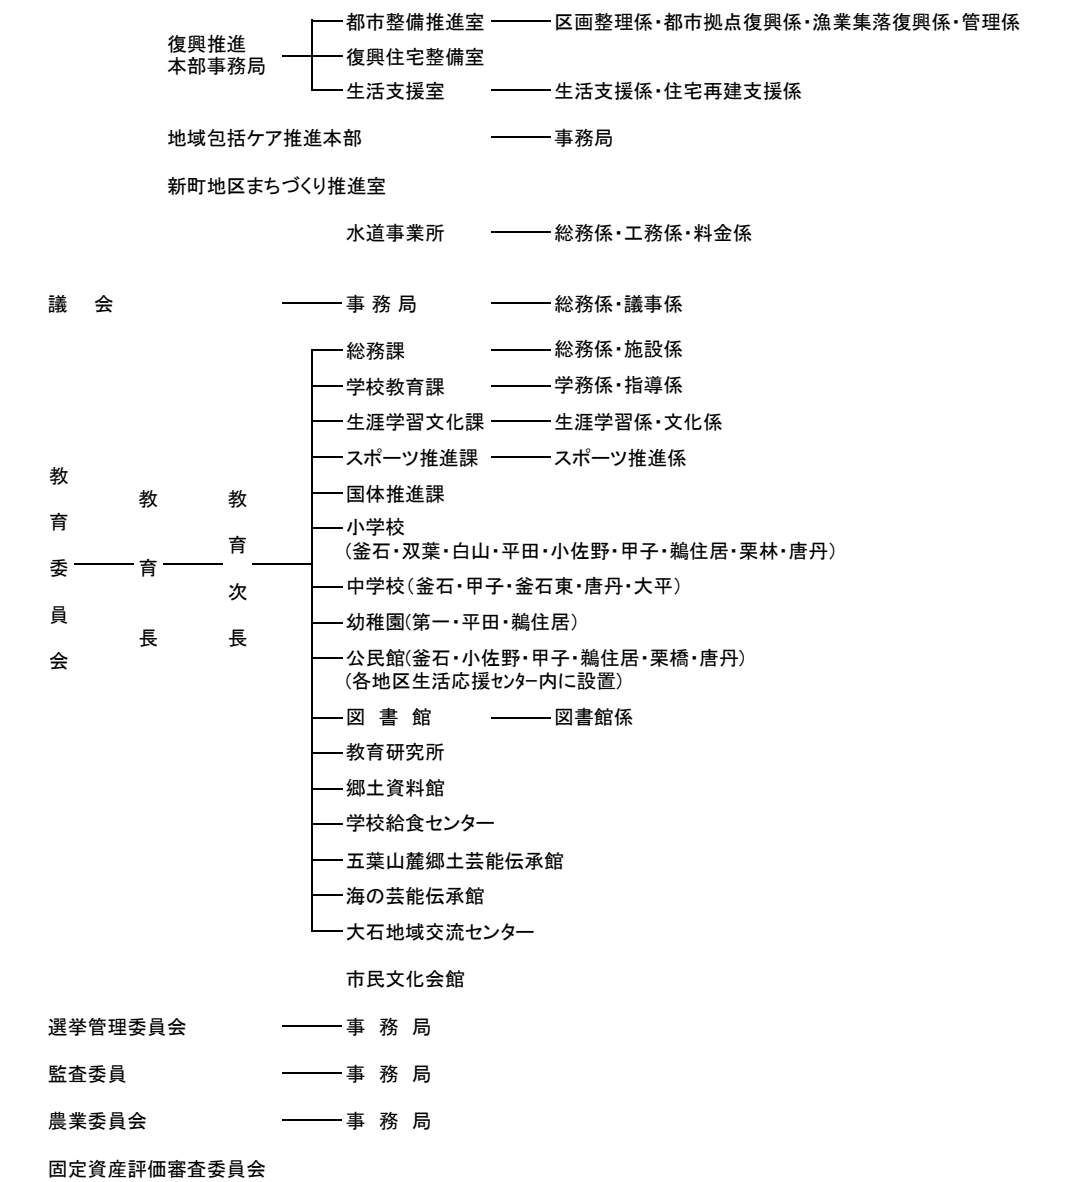 都市整備推進室 区画整理係・都市拠点復興係・漁業集落復興係・管理係
復興推進
本部事務局
復興住宅整備室
生活支援室 生活支援係・住宅再建支援係
地域包括ケア推進本部 事務局
新町地区まちづくり推進室
水道事業所 総務係・工務係・料金係
議 会 事 務 局 総務係・議事係
教育委員会
教育長
教育次長
総務課 総務係・施設係
学校教育課 学務係・指導係
生涯学習文化課 生涯学習係・文化係
スポーツ推進課 スポーツ推進係
国体推進課
小学校
(釜石・双葉・白山・平田・小佐野・甲子・鵜住居・栗林・唐丹)
中学校(釜石・甲子・釜石東・唐丹・大平)
幼稚園(第一・平田・鵜住居)
公民館(釜石・小佐野・甲子・鵜住居・栗橋・唐丹)
(各地区生活応援ｾﾝﾀｰ内に設置)
図 書 館 図書館係
教育研究所
郷土資料館
学校給食センター
五葉山麓郷土芸能伝承館
海の芸能伝承館
大石地域交流センター
市民文化会館
選挙管理委員会 事 務 局
監査委員 事 務 局
農業委員会 事 務 局
固定資産評価審査委員会